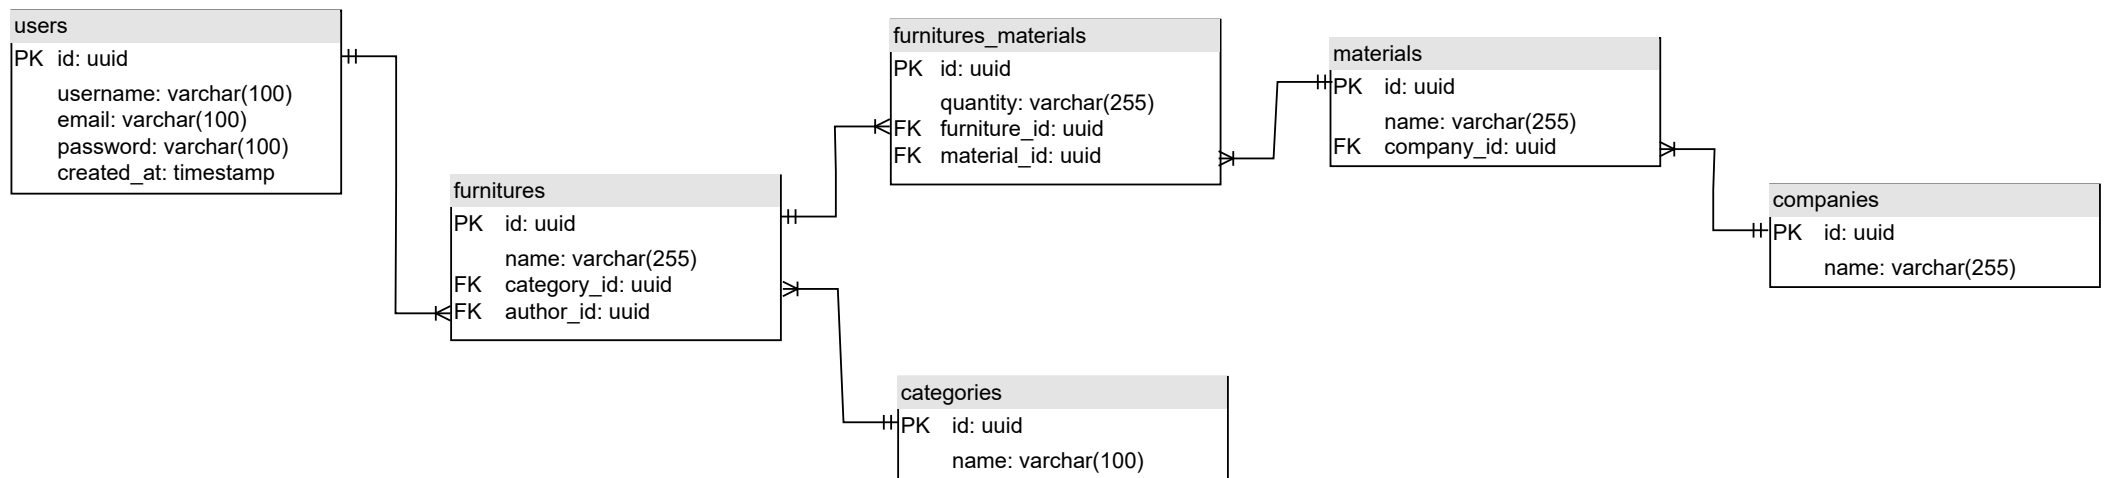 users
PK id: uuid
username: varchar(100)
email: varchar(100)
password: varchar(100)
created_at: timestamp
furnitures
PK id: uuid
name: varchar(255)
FK category_id: uuid
FK author_id: uuid
furnitures_materials
PK id: uuid
quantity: varchar(255)
FK furniture_id: uuid
FK material_id: uuid
materials
PK id: uuid
name: varchar(255)
FK company_id: uuid
companies
PK id: uuid
name: varchar(255)
categories
PK id: uuid
name: varchar(100)